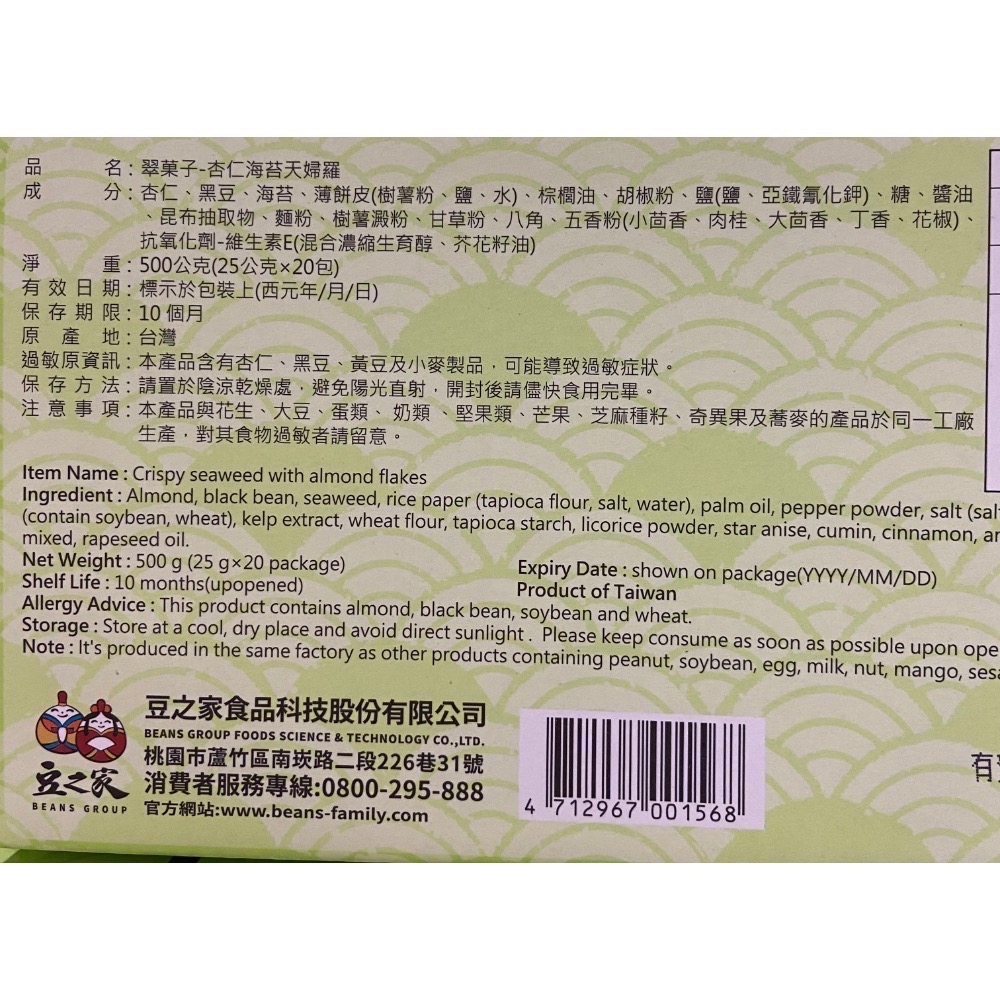 品名：翠菓子-杏仁海苔天婦羅
成分：杏仁、黑豆、海苔、薄餅皮(樹薯粉、鹽、水)、棕櫚油、胡椒粉、鹽(鹽、亞鐵氰化鉀)、糖、醬油
、昆布抽取物、麵粉、樹薯澱粉、甘草粉、八角、五香粉(小茴香、肉桂、大茴香、丁香、花椒)、
抗氧化劑-維生素E(混合濃縮生育醇、芥花籽油)
淨重：500公克(25公克×20包)
有效日期：標示於包裝上(西元年/月/日)
保存期限：10個月
原產地：台灣
過敏原資訊：本產品含有杏仁、黑豆、黃豆及小麥製品，可能導致過敏症狀。
保存方法：請置於陰涼乾燥處，避免陽光直射，開封後請儘快食用完畢。
注意事項：本產品與花生、大豆、蛋類、奶類、堅果類、芒果、芝麻種籽、奇異果及蕎麥的產品於同一工廠
生產，對其食物過敏者請留意。
Item Name : Crispy seaweed with almond flakes
Ingredient : Almond, black bean, seaweed, rice paper (tapioca flour, salt, water), palm oil, pepper powder, salt (sal
(contain soybean, wheat), kelp extract, wheat flour, tapioca starch, licorice powder, star anise, cumin, cinnamon, an
mixed, rapeseed oil.
Net Weight : 500 g (25 g×20 package)
Shelf Life : 10 months(upopened)
Expiry Date : shown on package(YYYY/MM/DD)
Product of Taiwan
Allergy Advice : This product contains almond, black bean, soybean and wheat.
Storage : Store at a cool, dry place and avoid direct sunlight . Please keep consume as soon as possible upon ope
Note : It's produced in the same factory as other products containing peanut, soybean, egg, milk, nut, mango, sesa
豆之家
BEANS GROUP
豆之家食品科技股份有限公司
BEANS GROUP FOODS SCIENCE & TECHNOLOGY CO.,LTD.
桃園市蘆竹區南崁路二段226巷31號
消費者服務專線:0800-295-888
官方網站:www.beans-family.com
4 712967 001568
有